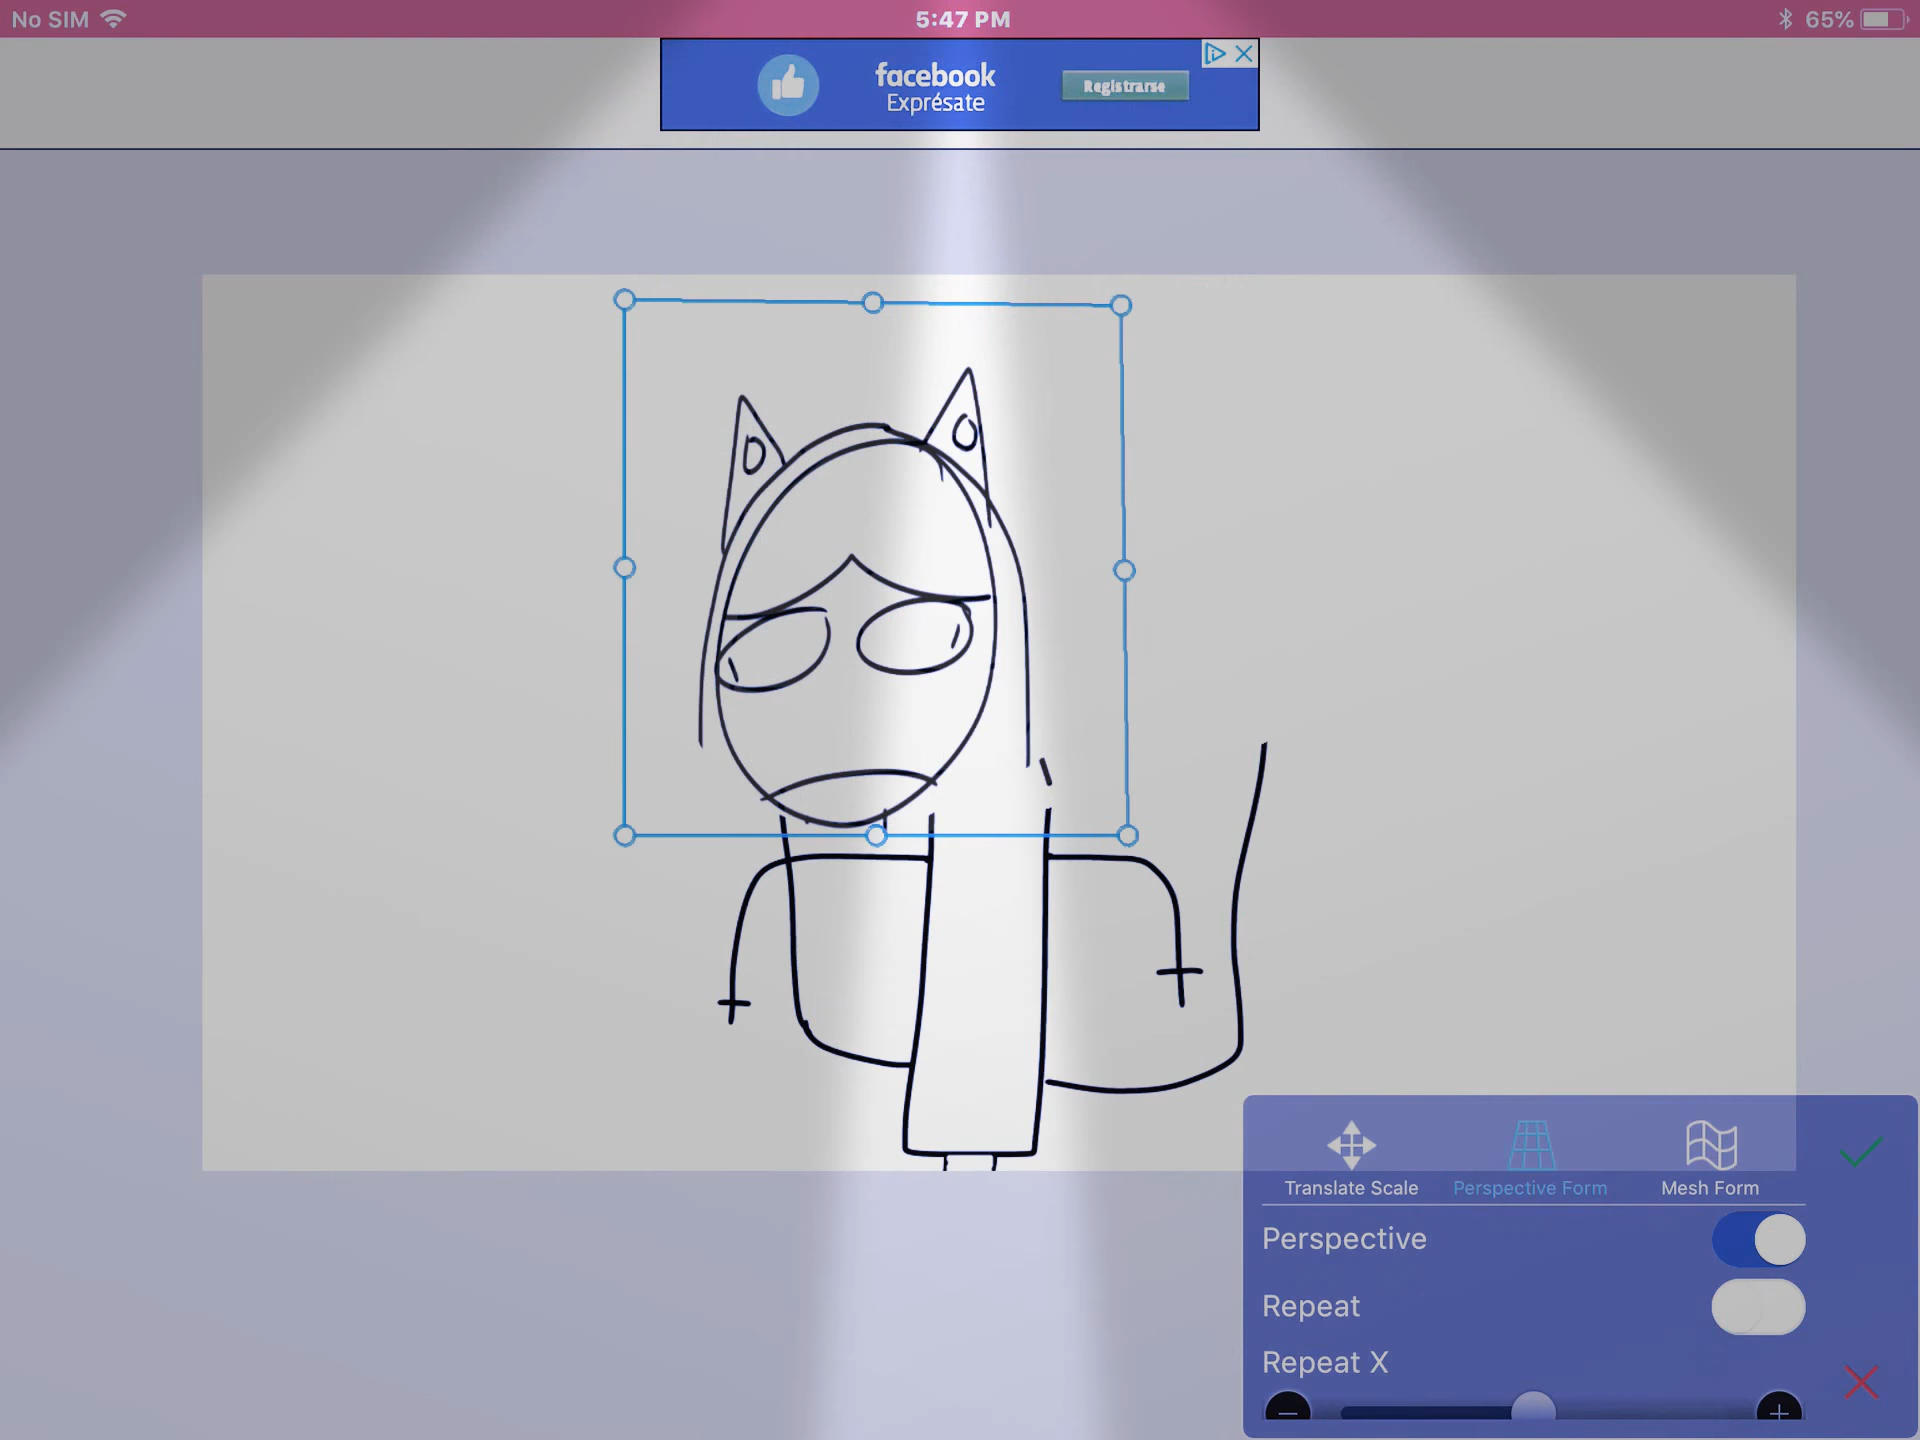 No SIM
5:47 PM
65%
facebook
Exprésate
Registrarse
Translate Scale
Perspective Form
Mesh Form
Perspective
Repeat
Repeat X